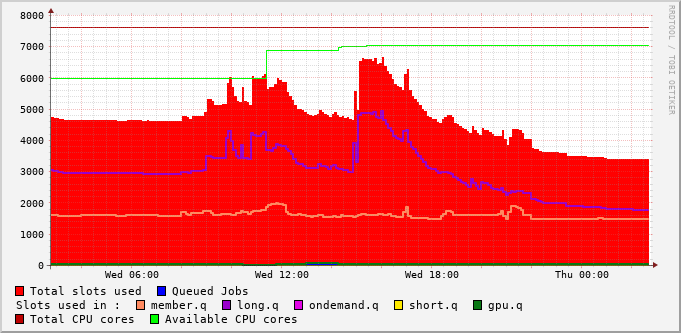 RRDTOOL / TOBI OETIKER
8000
7000
6000
5000
4000
3000
2000
1000
0
Wed 06:00 Wed 12:00 Wed 18:00 Thu 00:00
Total slots used Queued Jobs
Slots used in : member.q long.q ondemand.q short.q gpu.q
Total CPU cores Available CPU cores